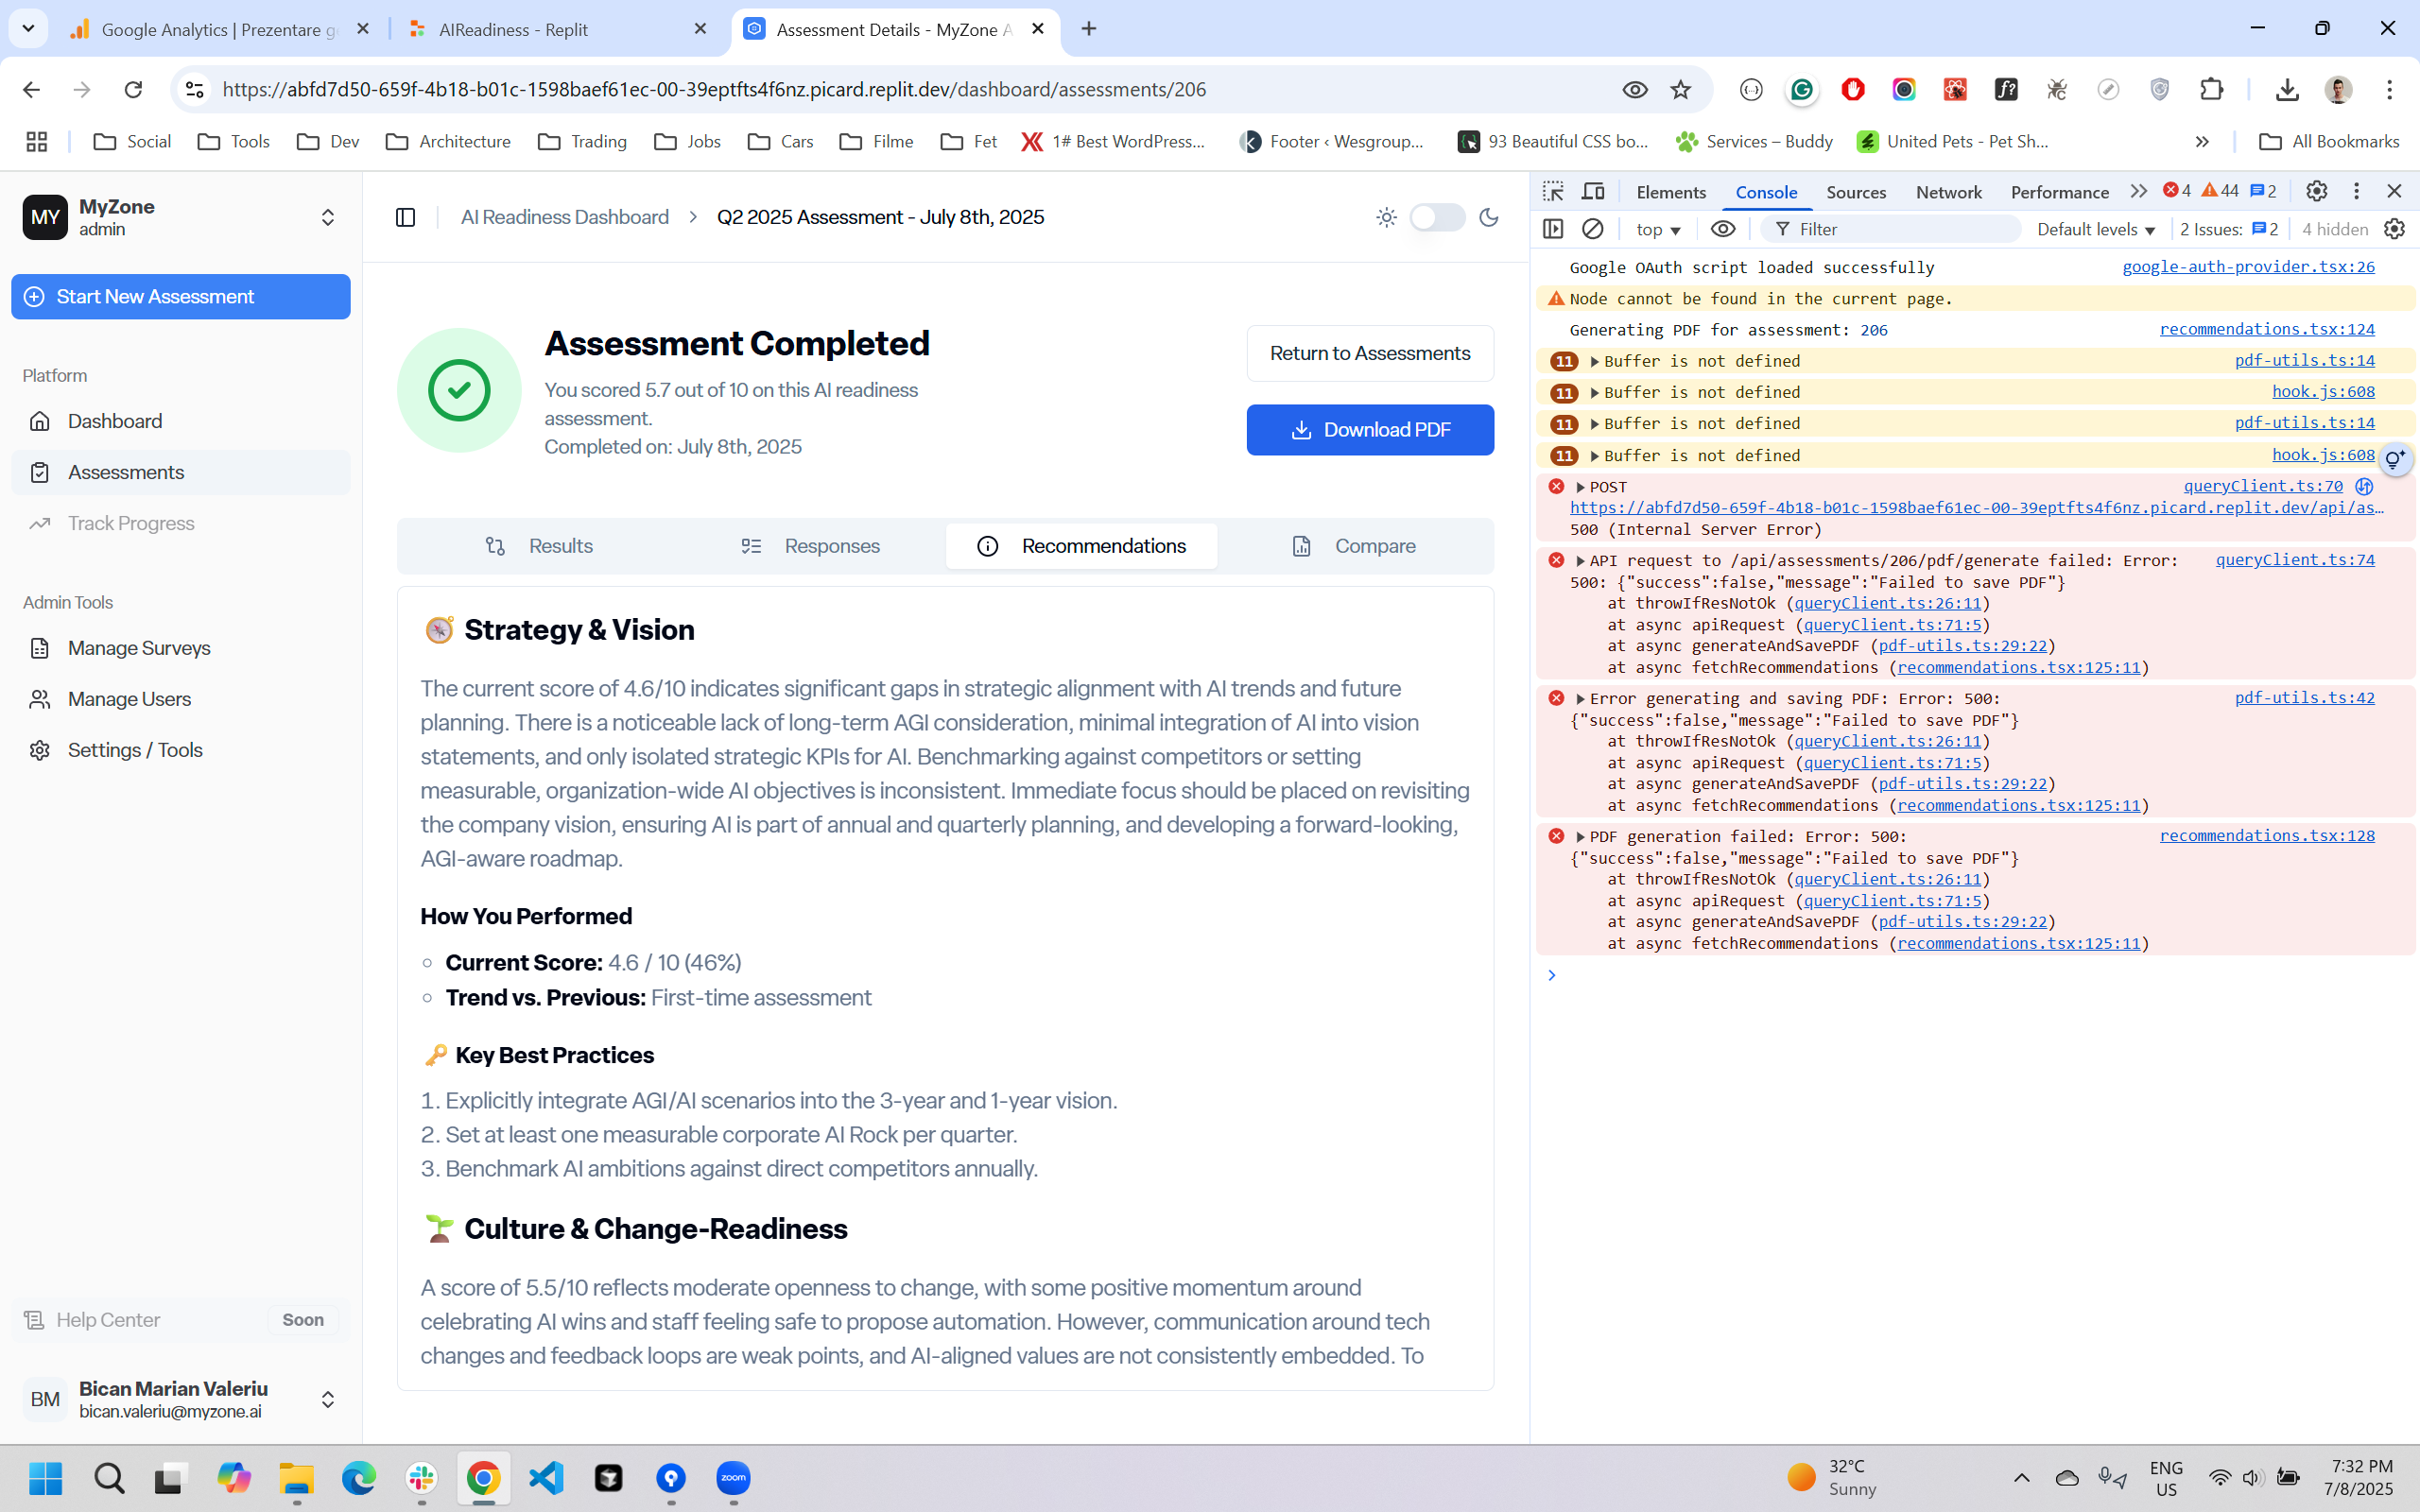 Google Analytics | Prezentare ge
AIReadiness - Replit
Assessment Details - MyZone A
https://abfd7d50-659f-4b18-b01c-1598baef61ec-00-39eptfts4f6nz.picard.replit.dev/dashboard/assessments/206
Social
Tools
Dev
Architecture
Trading
Jobs
Cars
Filme
Fet
1# Best WordPress...
Footer ‹ Wesgroup...
93 Beautiful CSS bo...
Services – Buddy
United Pets - Pet Sh...
All Bookmarks
MY
MyZone
admin
Start New Assessment
Platform
Dashboard
Assessments
Track Progress
Admin Tools
Manage Surveys
Manage Users
Settings / Tools
Help Center
Soon
BM
Bican Marian Valeriu
bican.valeriu@myzone.ai
AI Readiness Dashboard > Q2 2025 Assessment - July 8th, 2025
Assessment Completed
You scored 5.7 out of 10 on this AI readiness
assessment.
Completed on: July 8th, 2025
Return to Assessments
Download PDF
Results
Responses
Recommendations
Compare
Strategy & Vision
The current score of 4.6/10 indicates significant gaps in strategic alignment with AI trends and future
planning. There is a noticeable lack of long-term AGI consideration, minimal integration of AI into vision
statements, and only isolated strategic KPIs for AI. Benchmarking against competitors or setting
measurable, organization-wide AI objectives is inconsistent. Immediate focus should be placed on revisiting
the company vision, ensuring AI is part of annual and quarterly planning, and developing a forward-looking,
AGI-aware roadmap.
How You Performed
Current Score: 4.6 / 10 (46%)
Trend vs. Previous: First-time assessment
Key Best Practices
1. Explicitly integrate AGI/AI scenarios into the 3-year and 1-year vision.
2. Set at least one measurable corporate AI Rock per quarter.
3. Benchmark AI ambitions against direct competitors annually.
Culture & Change-Readiness
A score of 5.5/10 reflects moderate openness to change, with some positive momentum around
celebrating AI wins and staff feeling safe to propose automation. However, communication around tech
changes and feedback loops are weak points, and AI-aligned values are not consistently embedded. To
Elements
Console
Sources
Network
Performance
4
44
2
top
Filter
Default levels
2 Issues: 2
4 hidden
Google OAuth script loaded successfully google-auth-provider.tsx:26
Node cannot be found in the current page.
Generating PDF for assessment: 206 recommendations.tsx:124
11 Buffer is not defined pdf-utils.ts:14
11 Buffer is not defined hook.js:608
11 Buffer is not defined pdf-utils.ts:14
11 Buffer is not defined hook.js:608
POST queryClient.ts:70
https://abfd7d50-659f-4b18-b01c-1598baef61ec-00-39eptfts4f6nz.picard.replit.dev/api/as…
500 (Internal Server Error)
API request to /api/assessments/206/pdf/generate failed: Error: queryClient.ts:74
500: {"success":false,"message":"Failed to save PDF"}
at throwIfResNotOk (queryClient.ts:26:11)
at async apiRequest (queryClient.ts:71:5)
at async generateAndSavePDF (pdf-utils.ts:29:22)
at async fetchRecommendations (recommendations.tsx:125:11)
Error generating and saving PDF: Error: 500: pdf-utils.ts:42
{"success":false,"message":"Failed to save PDF"}
at throwIfResNotOk (queryClient.ts:26:11)
at async apiRequest (queryClient.ts:71:5)
at async generateAndSavePDF (pdf-utils.ts:29:22)
at async fetchRecommendations (recommendations.tsx:125:11)
PDF generation failed: Error: 500: recommendations.tsx:128
{"success":false,"message":"Failed to save PDF"}
at throwIfResNotOk (queryClient.ts:26:11)
at async apiRequest (queryClient.ts:71:5)
at async generateAndSavePDF (pdf-utils.ts:29:22)
at async fetchRecommendations (recommendations.tsx:125:11)
zoom
32°C
Sunny
ENG
US
7:32 PM
7/8/2025